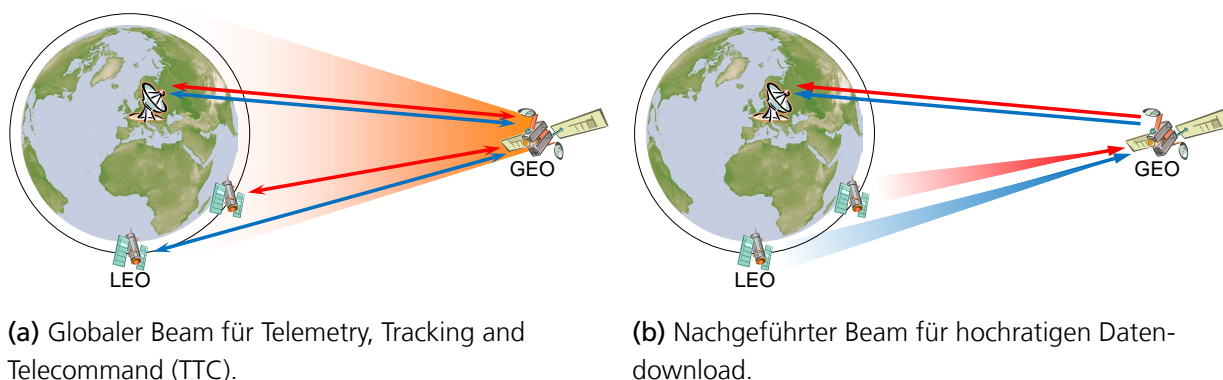 GEO
LEO
GEO
LEO
(a) Globaler Beam für Telemetry, Tracking and
Telecommand (TTC).
(b) Nachgeführter Beam für hochratigen Daten-
download.